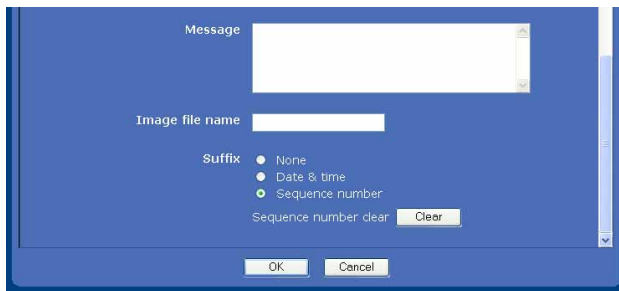 Message
Image file name
Suffix
None
Date & time
Sequence number
Sequence number clear Clear
OK Cancel